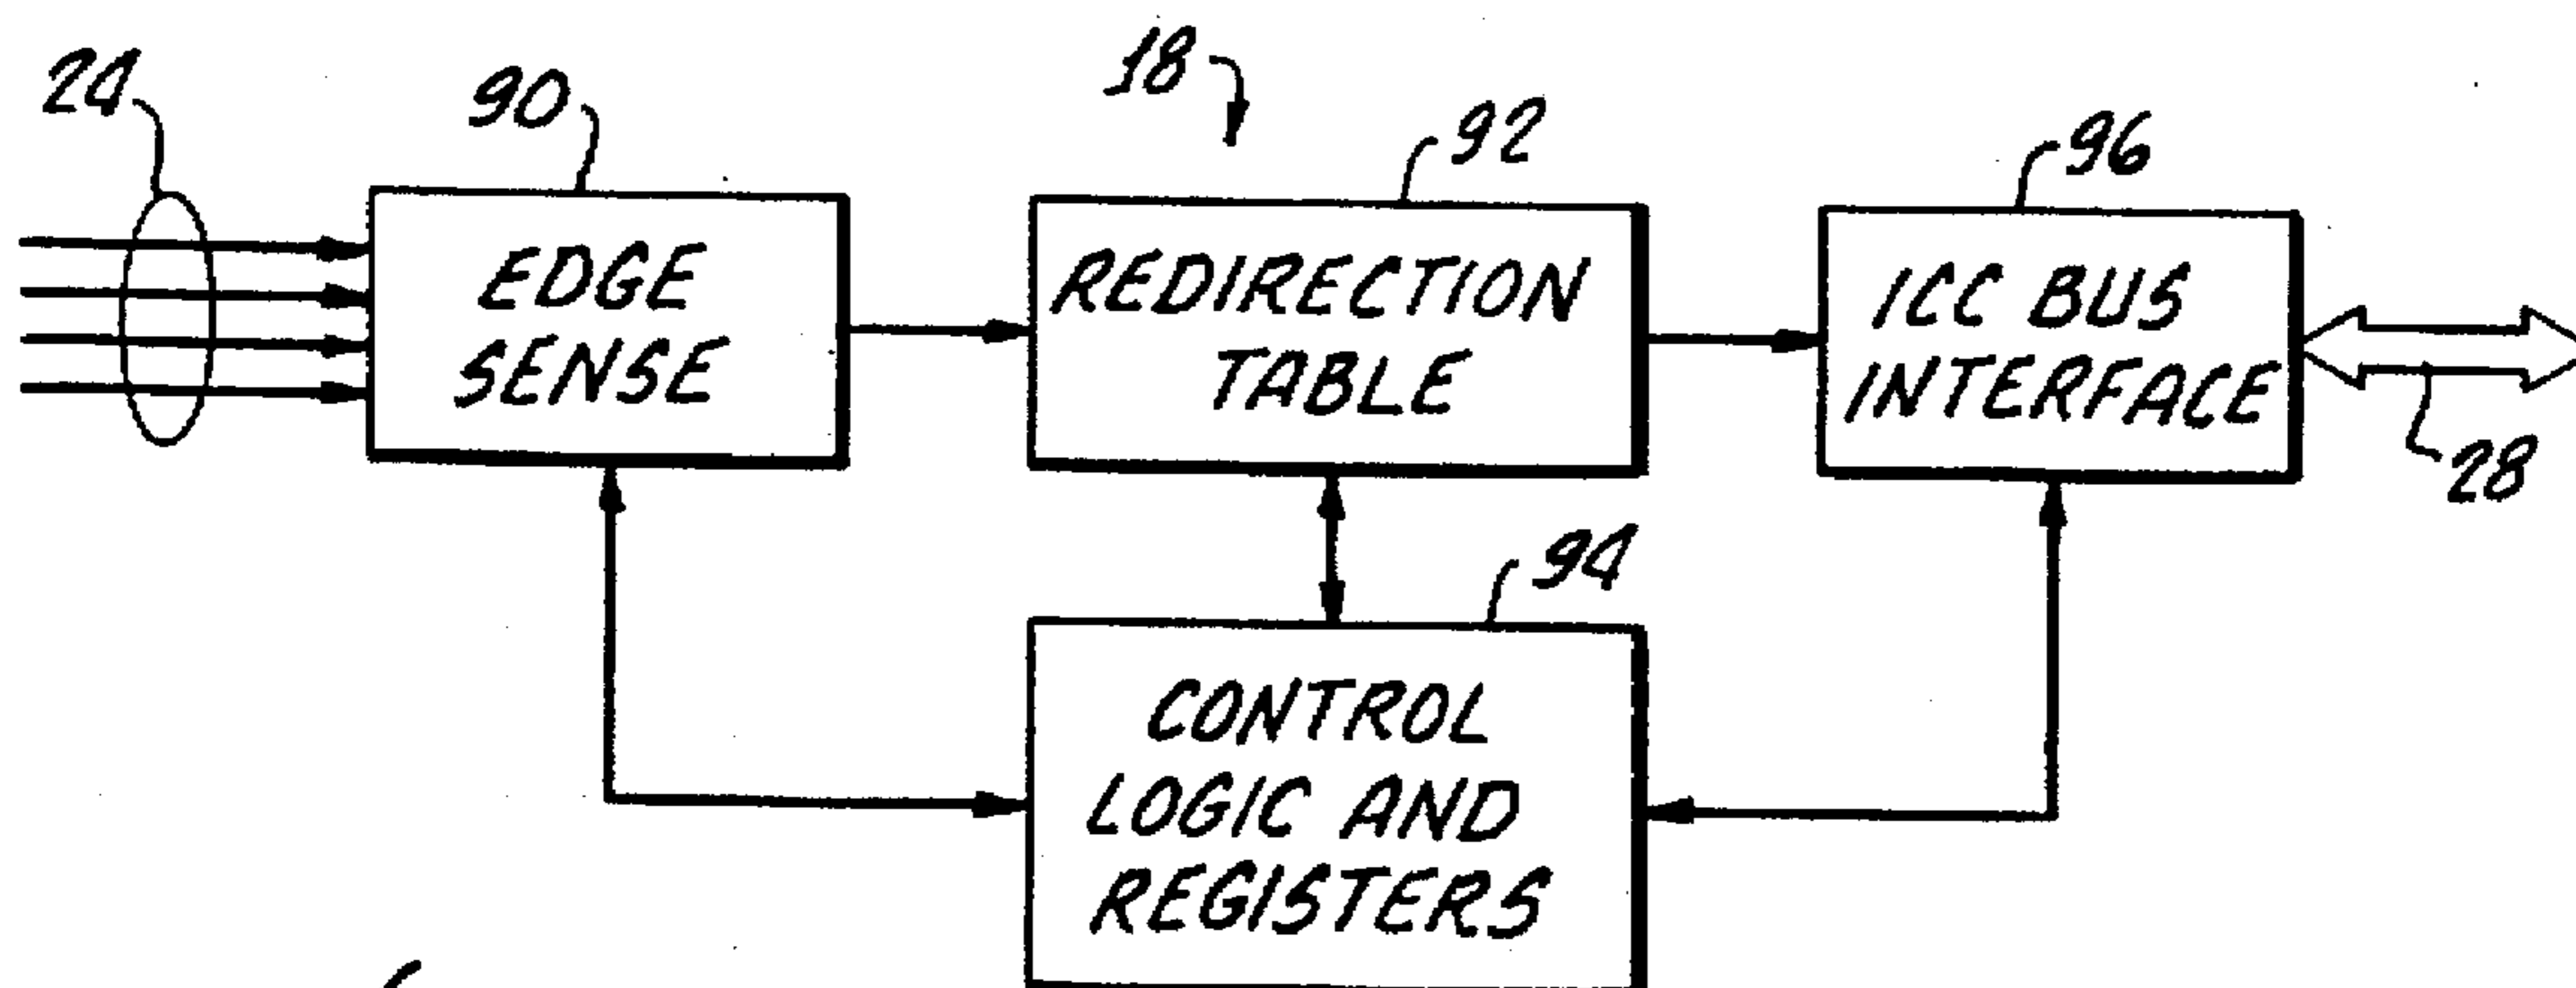 24
90
18
92
96
EDGE
SENSE
REDIRECTION
TABLE
ICC BUS
INTERFACE
28
94
CONTROL
LOGIC AND
REGISTERS